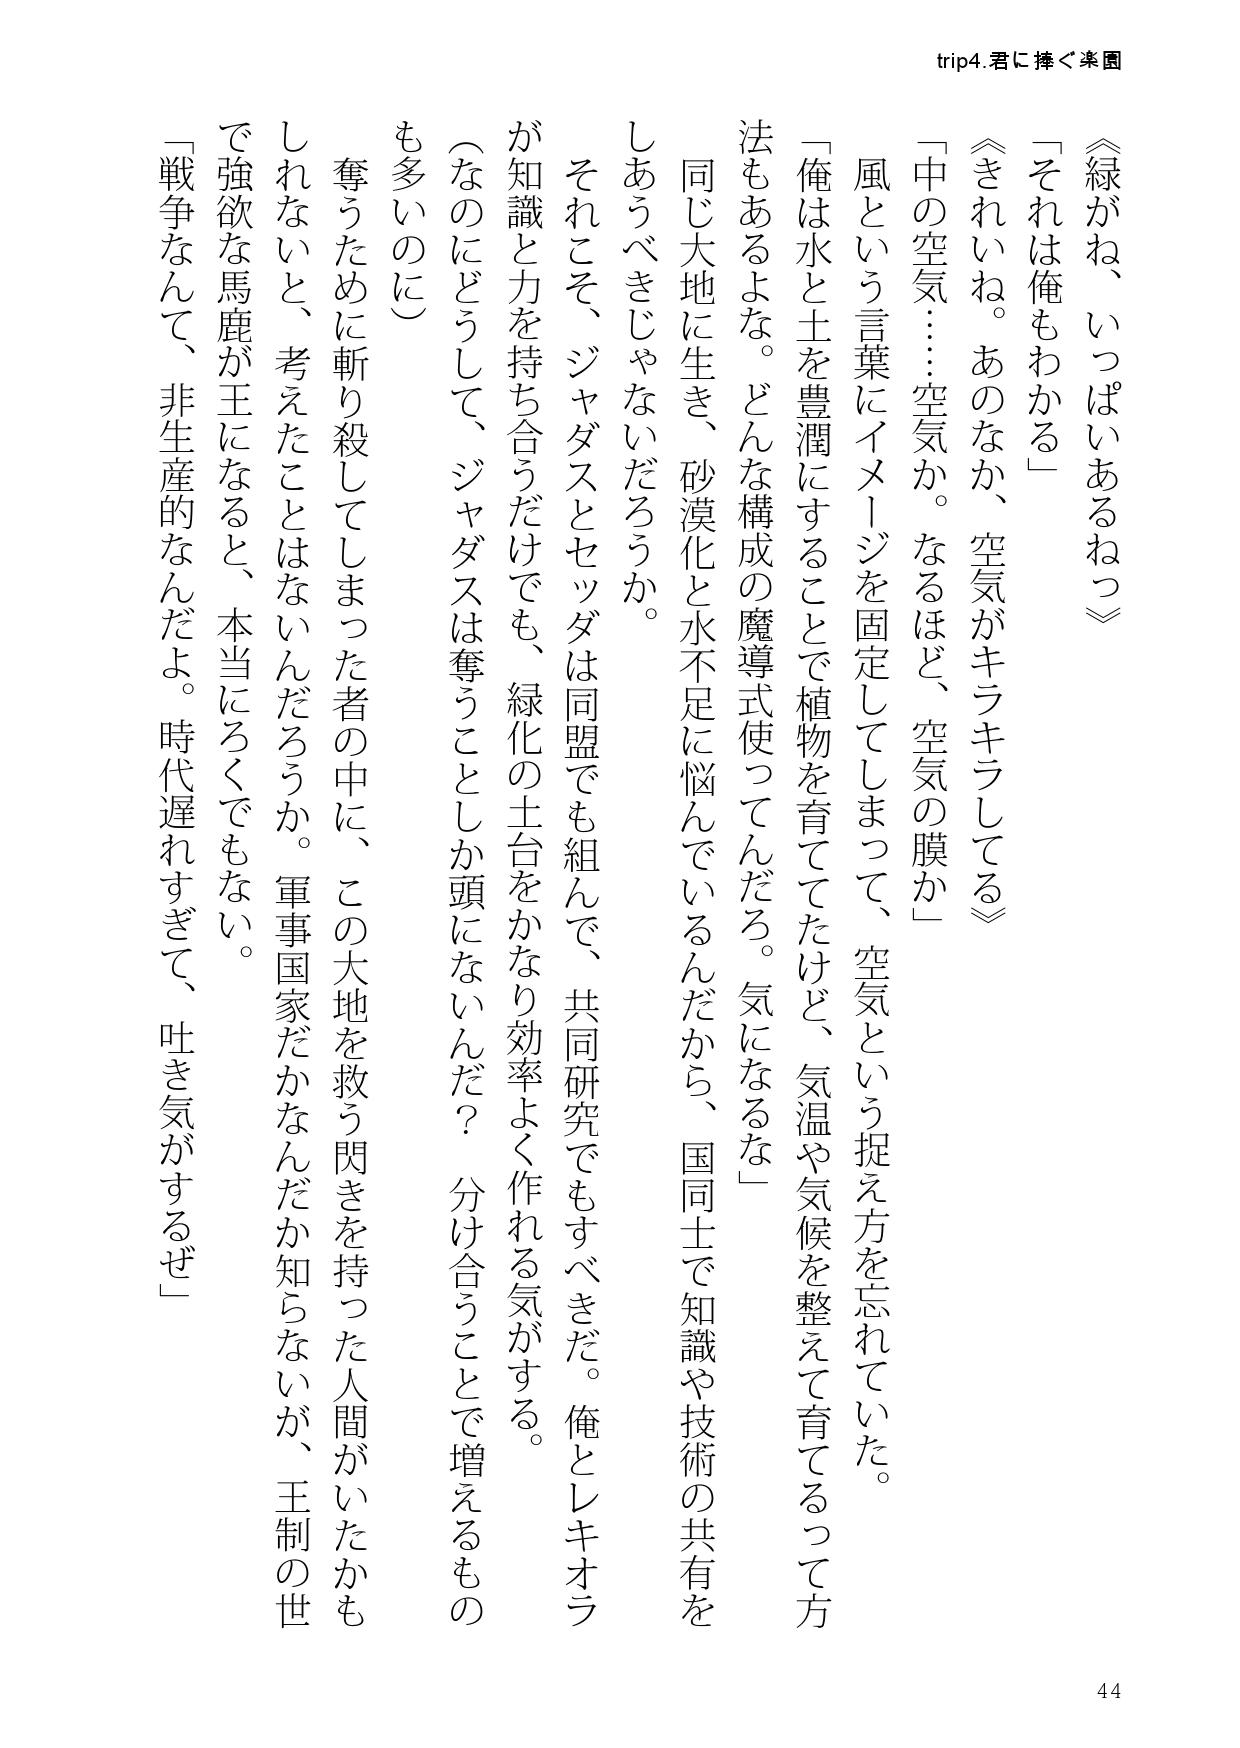 trip4.君に捧ぐ楽園
《緑がね、いっぱいあるねっ》
「それは俺もわかる」
《きれいね。あのなか、空気がキラキラしてる》
「中の空気……空気か。なるほど、空気の膜か」
　風という言葉にイメージを固定してしまって、空気という捉え方を忘れていた。
「俺は水と土を豊潤にすることで植物を育ててたけど、気温や気候を整えて育てるって方
法もあるよな。どんな構成の魔導式使ってんだろ。気になるな」
　同じ大地に生き、砂漠化と水不足に悩んでいるんだから、国同士で知識や技術の共有を
しあうべきじゃないだろうか。
　それこそ、ジャダスとセッダは同盟でも組んで、共同研究でもすべきだ。俺とレキオラ
が知識と力を持ち合うだけでも、緑化の土台をかなり効率よく作れる気がする。
（なのにどうして、ジャダスは奪うことしか頭にないんだ？　分け合うことで増えるもの
も多いのに）
　奪うために斬り殺してしまった者の中に、この大地を救う閃きを持った人間がいたかも
しれないと、考えたことはないんだろうか。軍事国家だかなんだか知らないが、王制の世
で強欲な馬鹿が王になると、本当にろくでもない。
「戦争なんて、非生産的なんだよ。時代遅れすぎて、吐き気がするぜ」
44